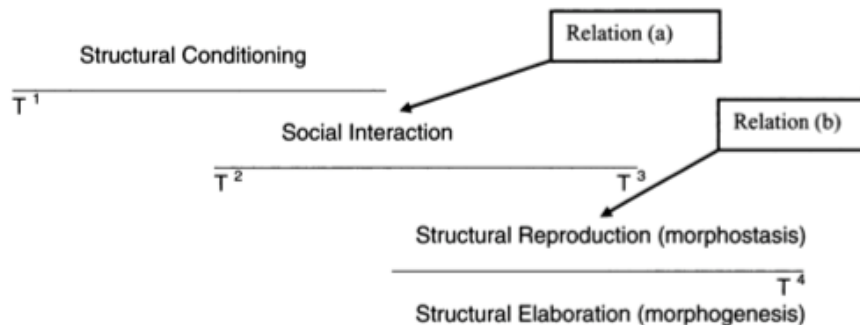 Relation (a)
Structural Conditioning
T 1
Relation (b)
Social Interaction
T 2
T 3
Structural Reproduction (morphostasis)
T 4
Structural Elaboration (morphogenesis)